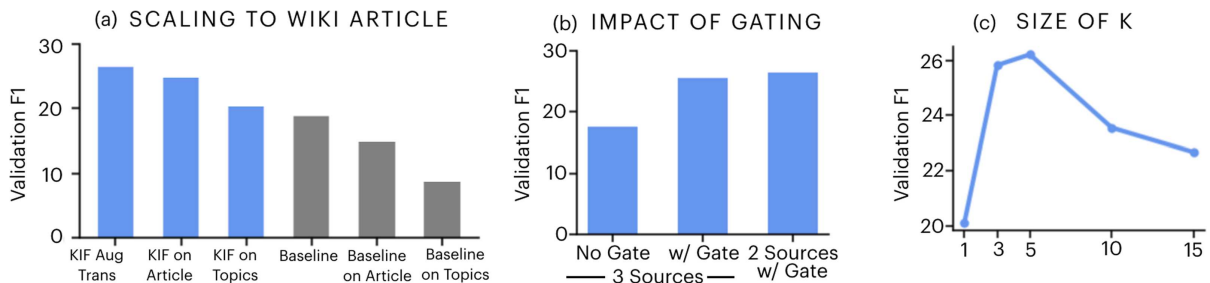 (a) SCALING TO WIKI ARTICLE
Validation F1
30
20
10
0
KIF Aug Trans
KIF on Article
KIF on Topics
Baseline
Baseline on Article
Baseline on Topics
(b) IMPACT OF GATING
Validation F1
30
20
10
0
No Gate
w/ Gate
2 Sources w/ Gate
3 Sources
(c) SIZE OF K
Validation F1
26
24
22
20
1 3 5 10 15